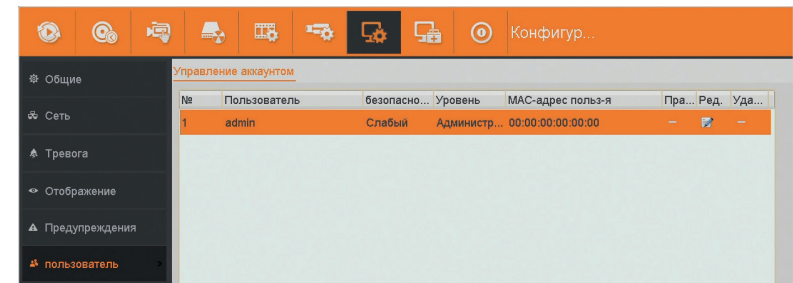 Конфигур...
Общие
Сеть
Тревога
Отображение
Предупреждения
пользователь
Управление аккаунтом
№ Пользователь безопасно... Уровень MAC-адрес польз-я Пра... Ред. Уда...
1 admin Слабый Администр... 00:00:00:00:00:00 – –